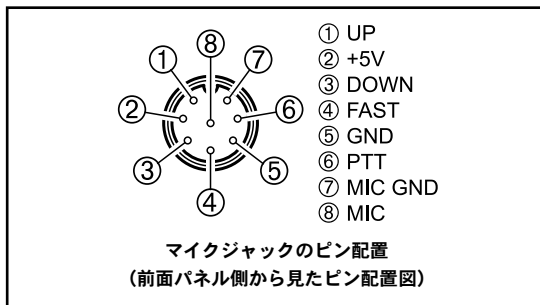 ① UP
② +5V
③ DOWN
④ FAST
⑤ GND
⑥ PTT
⑦ MIC GND
⑧ MIC
⑧
①
⑦
②
⑥
③
⑤
④
マイクジャックのピン配置
(前面パネル側から見たピン配置図)